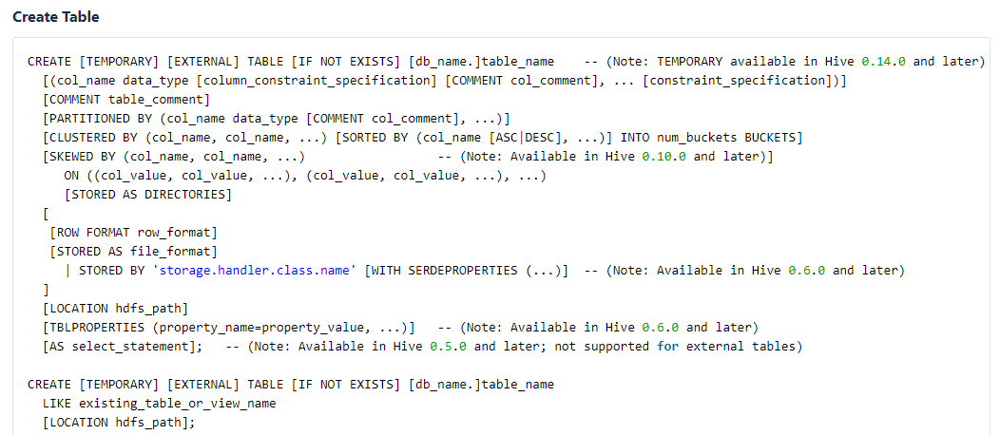 Create Table
CREATE [TEMPORARY] [EXTERNAL] TABLE [IF NOT EXISTS] [db_name.]table_name    -- (Note: TEMPORARY available in Hive 0.14.0 and later)
  [(col_name data_type [column_constraint_specification] [COMMENT col_comment], ... [constraint_specification])]
  [COMMENT table_comment]
  [PARTITIONED BY (col_name data_type [COMMENT col_comment], ...)]
  [CLUSTERED BY (col_name, col_name, ...) [SORTED BY (col_name [ASC|DESC], ...)] INTO num_buckets BUCKETS]
  [SKEWED BY (col_name, col_name, ...)                  -- (Note: Available in Hive 0.10.0 and later)]
     ON ((col_value, col_value, ...), (col_value, col_value, ...), ...)
     [STORED AS DIRECTORIES]
  [
   [ROW FORMAT row_format]
   [STORED AS file_format]
     | STORED BY 'storage.handler.class.name' [WITH SERDEPROPERTIES (...)]  -- (Note: Available in Hive 0.6.0 and later)
  ]
  [LOCATION hdfs_path]
  [TBLPROPERTIES (property_name=property_value, ...)]   -- (Note: Available in Hive 0.6.0 and later)
  [AS select_statement];   -- (Note: Available in Hive 0.5.0 and later; not supported for external tables)
CREATE [TEMPORARY] [EXTERNAL] TABLE [IF NOT EXISTS] [db_name.]table_name
  LIKE existing_table_or_view_name
  [LOCATION hdfs_path];